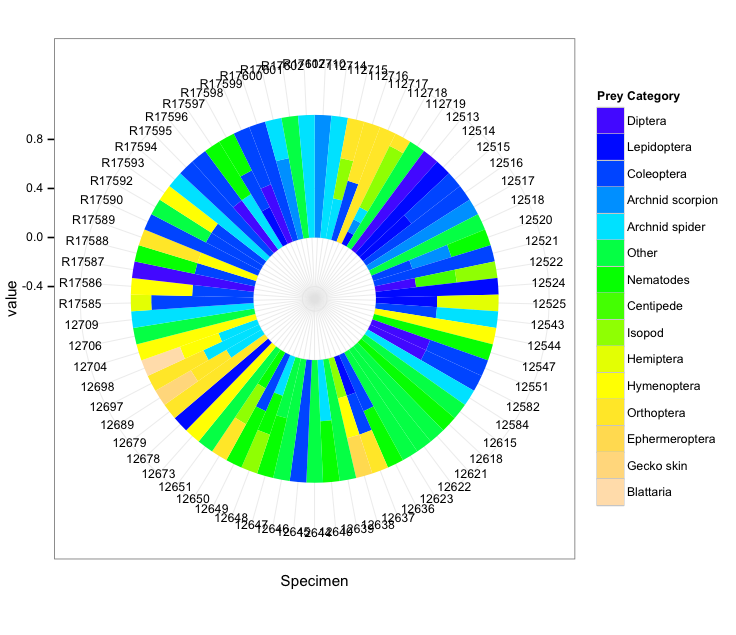 R17602
R17601
R17600
R17599
R17598
R17597
R17596
R17595
R17594
R17593
R17592
R17590
R17589
R17588
R17587
R17586
R17585
12709
12706
12704
12698
12697
12689
12679
12678
12673
12651
12650
12649
12648
12647
12646
12645
12644
12640
12639
12638
12637
12636
12623
12622
12621
12618
12615
12584
12582
12551
12547
12544
12543
12525
12524
12522
12521
12520
12518
12517
12516
12515
12514
12513
112719
112718
112717
112716
112715
112714
0.8
0.4
0.0
-0.4
value
Specimen
Prey Category
Diptera
Lepidoptera
Coleoptera
Archnid scorpion
Archnid spider
Other
Nematodes
Centipede
Isopod
Hemiptera
Hymenoptera
Orthoptera
Ephermeroptera
Gecko skin
Blattaria